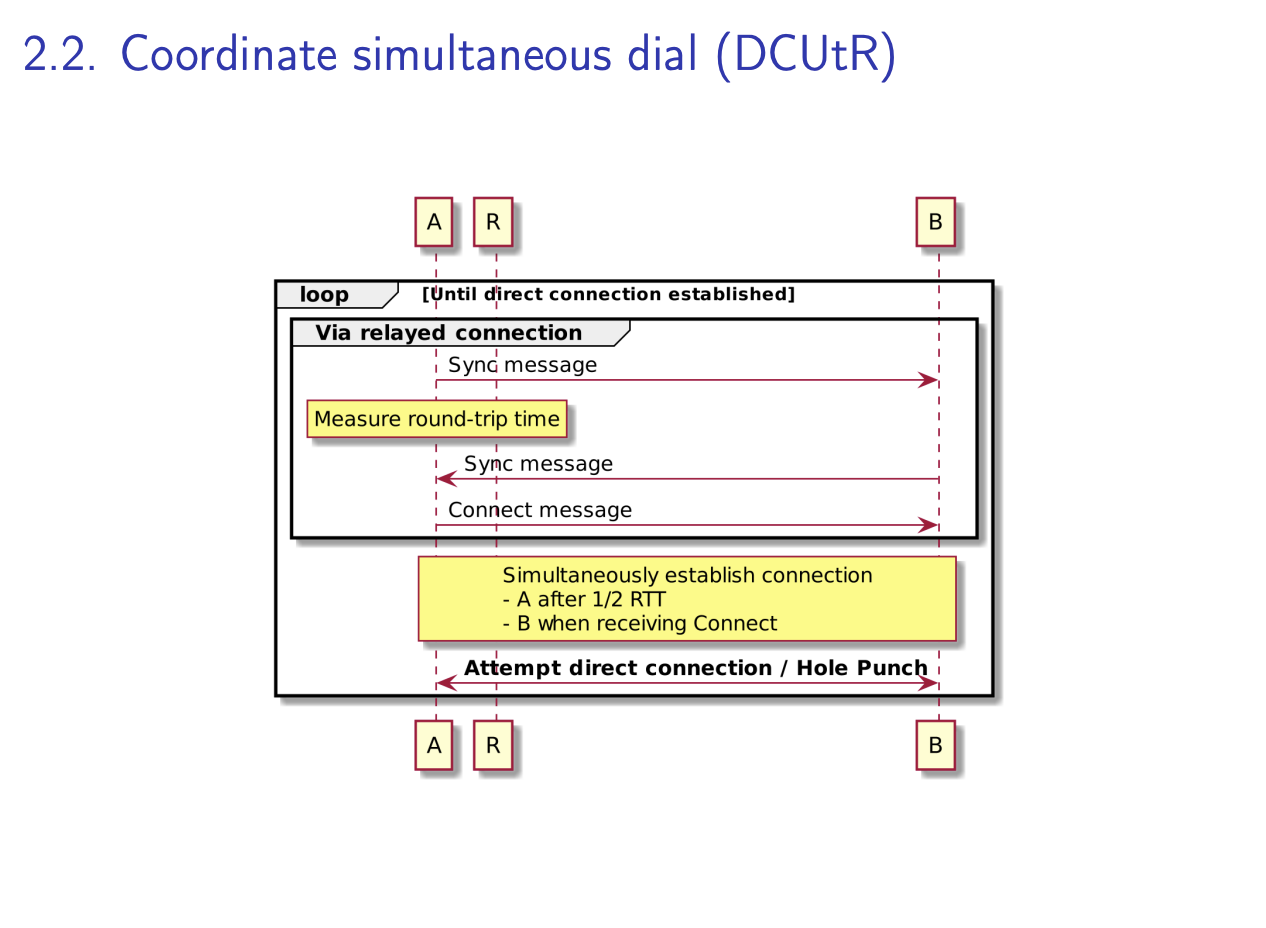 2.2. Coordinate simultaneous dial (DCUtR)
A
R
B
loop
[Until direct connection established]
Via relayed connection
Sync message
Measure round-trip time
Sync message
Connect message
Simultaneously establish connection
- A after 1/2 RTT
- B when receiving Connect
Attempt direct connection / Hole Punch
A
R
B